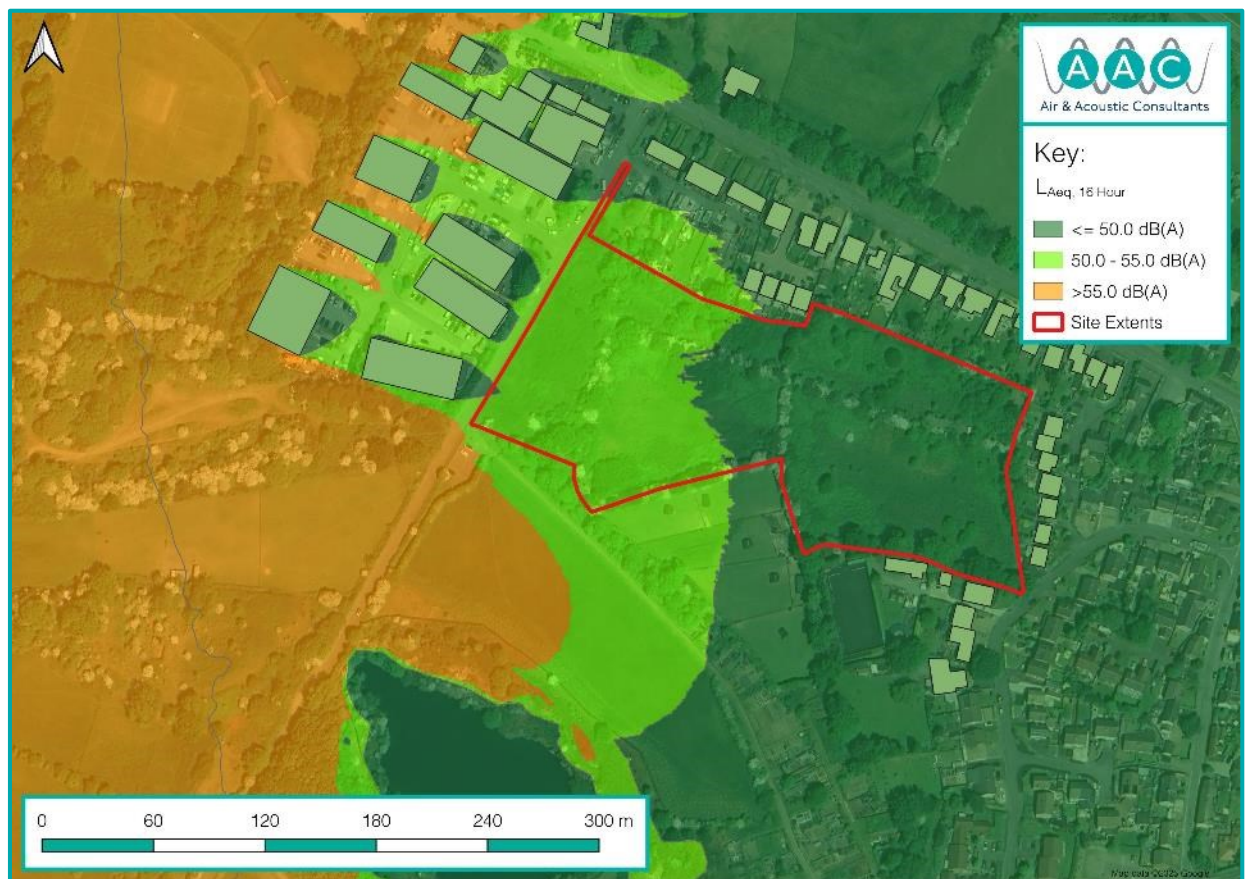 AAC
Air & Acoustic Consultants
Key:
LAeq, 16 Hour
<= 50.0 dB(A)
50.0 - 55.0 dB(A)
>55.0 dB(A)
Site Extents
0 60 120 180 240 300 m
Map data ©2025 Google